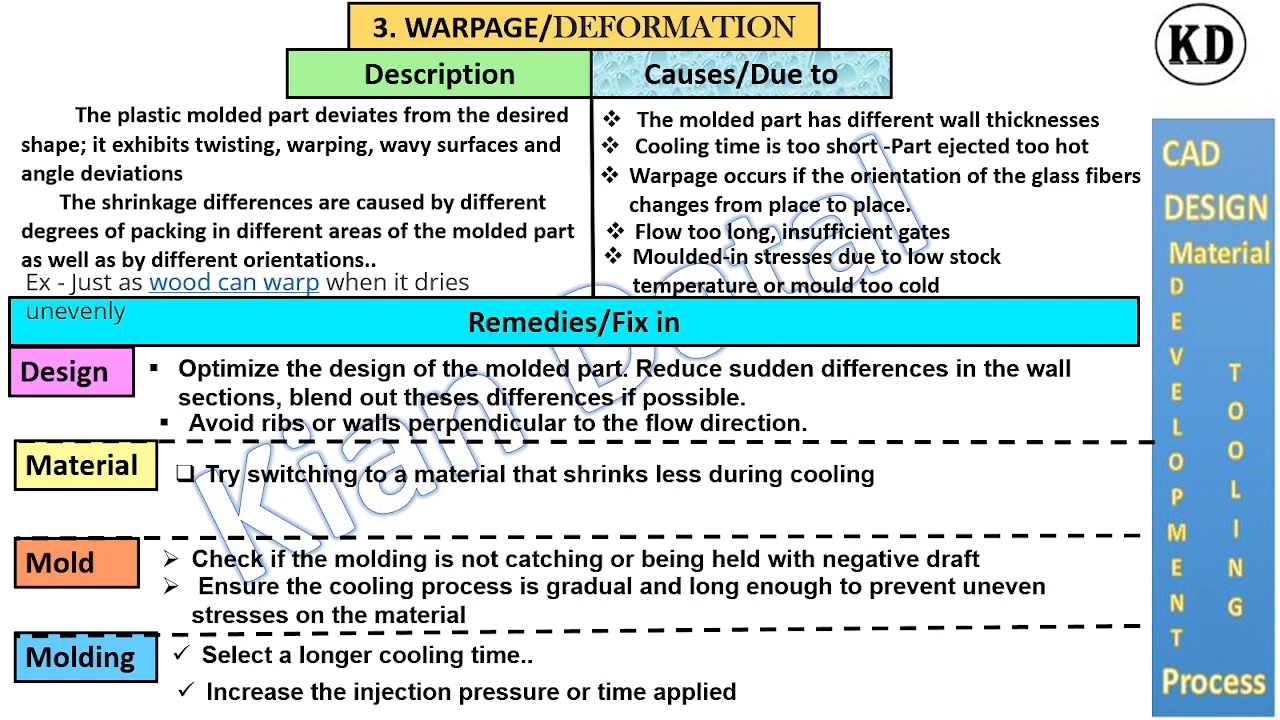 3. WARPAGE/DEFORMATION
KD
Description
Causes/Due to
The plastic molded part deviates from the desired
shape; it exhibits twisting, warping, wavy surfaces and
angle deviations
The shrinkage differences are caused by different
degrees of packing in different areas of the molded part
as well as by different orientations..
Ex - Just as wood can warp when it dries
unevenly
❖ The molded part has different wall thicknesses
❖ Cooling time is too short -Part ejected too hot
❖ Warpage occurs if the orientation of the glass fibers
changes from place to place.
❖ Flow too long, insufficient gates
❖ Moulded-in stresses due to low stock
temperature or mould too cold
Remedies/Fix in
Design
▪ Optimize the design of the molded part. Reduce sudden differences in the wall
sections, blend out theses differences if possible.
▪ Avoid ribs or walls perpendicular to the flow direction.
Material
❑ Try switching to a material that shrinks less during cooling
Mold
➢ Check if the molding is not catching or being held with negative draft
➢ Ensure the cooling process is gradual and long enough to prevent uneven
stresses on the material
Molding
✓ Select a longer cooling time..
✓ Increase the injection pressure or time applied
CAD
DESIGN
Material
DEVELOPMENT
TOOLING
Process